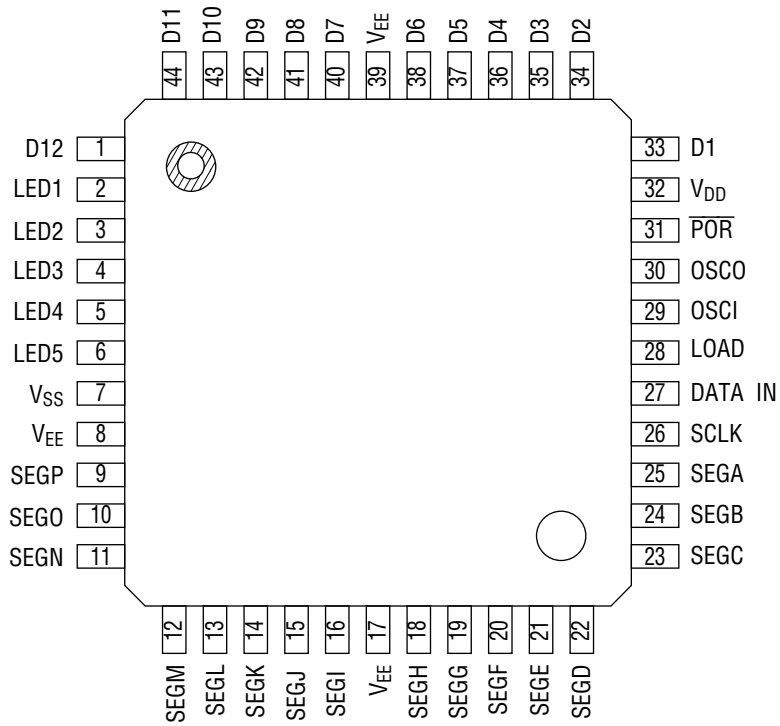 D11 D10 D9 D8 D7 VEE D6 D5 D4 D3 D2
44 43 42 41 40 39 38 37 36 35 34
D12 1 33 D1
LED1 2 32 VDD
LED2 3 31 P̅O̅R̅
LED3 4 30 OSCO
LED4 5 29 OSCI
LED5 6 28 LOAD
VSS 7 27 DATA IN
VEE 8 26 SCLK
SEGP 9 25 SEGA
SEGO 10 24 SEGB
SEGN 11 23 SEGC
12 13 14 15 16 17 18 19 20 21 22
SEGM SEGL SEGK SEGJ SEGI VEE SEGH SEGG SEGF SEGE SEGD